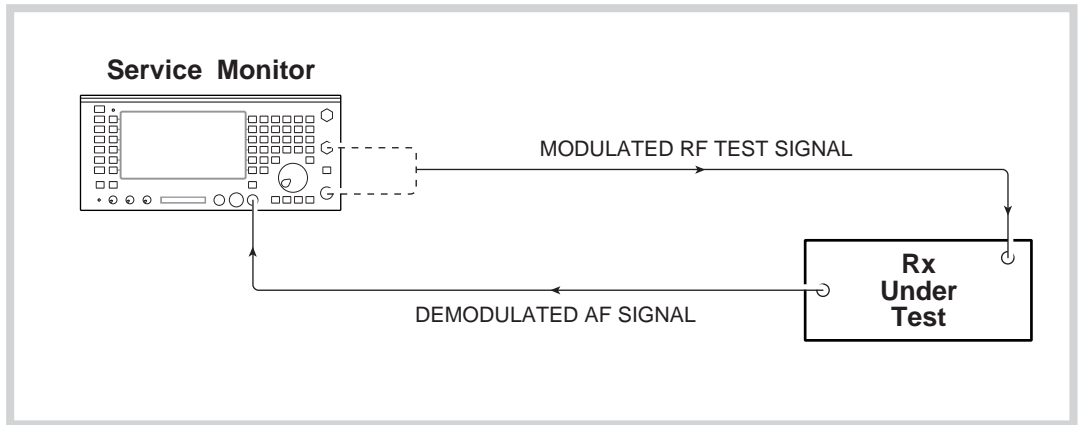 Service Monitor
MODULATED RF TEST SIGNAL
Rx
Under
Test
DEMODULATED AF SIGNAL